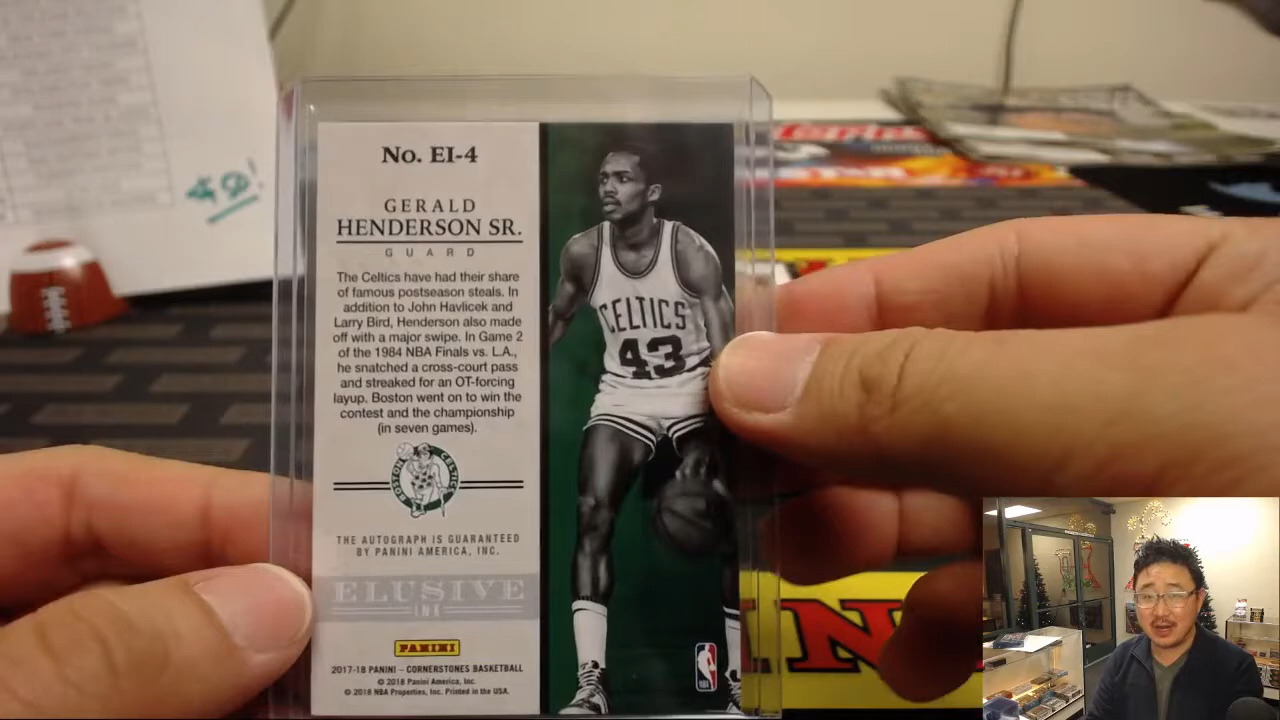 No. EI-4
GERALD
HENDERSON SR.
GUARD
The Celtics have had their share
of famous postseason steals. In
addition to John Havlicek and
Larry Bird, Henderson also made
off with a major swipe. In Game 2
of the 1984 NBA Finals vs. L.A.,
he snatched a cross-court pass
and streaked for an OT-forcing
layup. Boston went on to win the
contest and the championship
(in seven games).
BOSTON CELTICS
THE AUTOGRAPH IS GUARANTEED
BY PANINI AMERICA, INC.
ELUSIVE
INK
PANINI
2017-18 PANINI – CORNERSTONES BASKETBALL
© 2018 Panini America, Inc.
© 2018 NBA Properties, Inc. Printed in the USA.
CELTICS
43
NBA